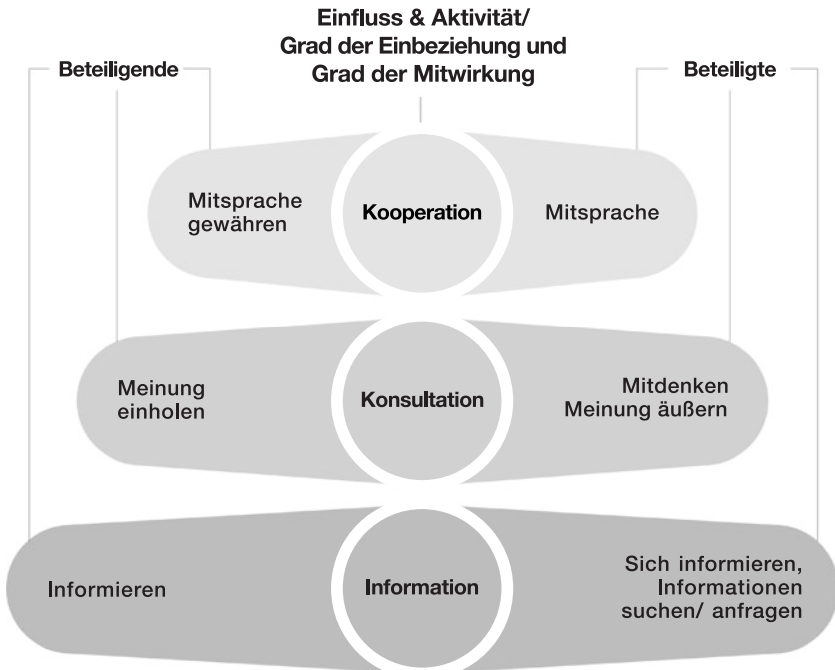 Einfluss & Aktivität/
Grad der Einbeziehung und
Grad der Mitwirkung
Beteiligende
Beteiligte
Mitsprache
gewähren
Kooperation
Mitsprache
Meinung
einholen
Konsultation
Mitdenken
Meinung äußern
Informieren
Information
Sich informieren,
Informationen
suchen/ anfragen